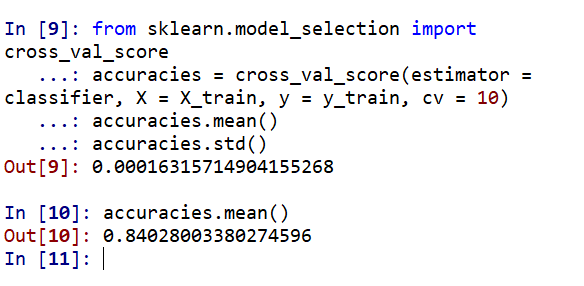 In [9]: from sklearn.model_selection import
cross_val_score
...: accuracies = cross_val_score(estimator =
classifier, X = X_train, y = y_train, cv = 10)
...: accuracies.mean()
...: accuracies.std()
Out[9]: 0.00016315714904155268
In [10]: accuracies.mean()
Out[10]: 0.84028003380274596
In [11]: